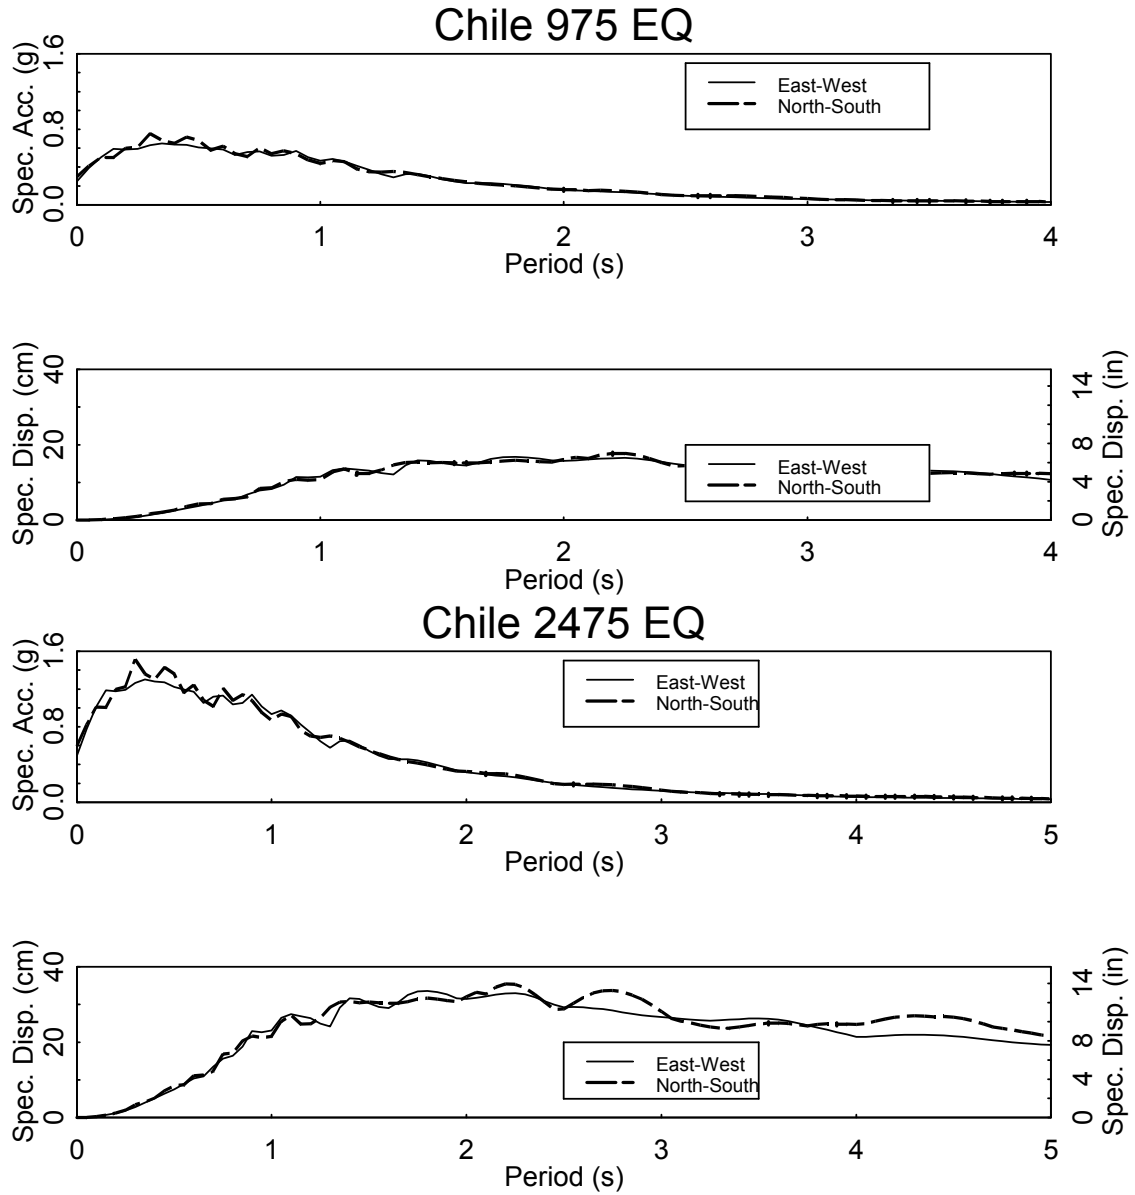 Chile 975 EQ
Spec. Acc. (g)
0.0 0.8 1.6
East-West
North-South
0 1 2 3 4
Period (s)
Spec. Disp. (cm)
0 20 40
East-West
North-South
0 4 8 14
Spec. Disp. (in)
0 1 2 3 4
Period (s)
Chile 2475 EQ
Spec. Acc. (g)
0.0 0.8 1.6
East-West
North-South
0 1 2 3 4 5
Period (s)
Spec. Disp. (cm)
0 20 40
East-West
North-South
0 4 8 14
Spec. Disp. (in)
0 1 2 3 4 5
Period (s)